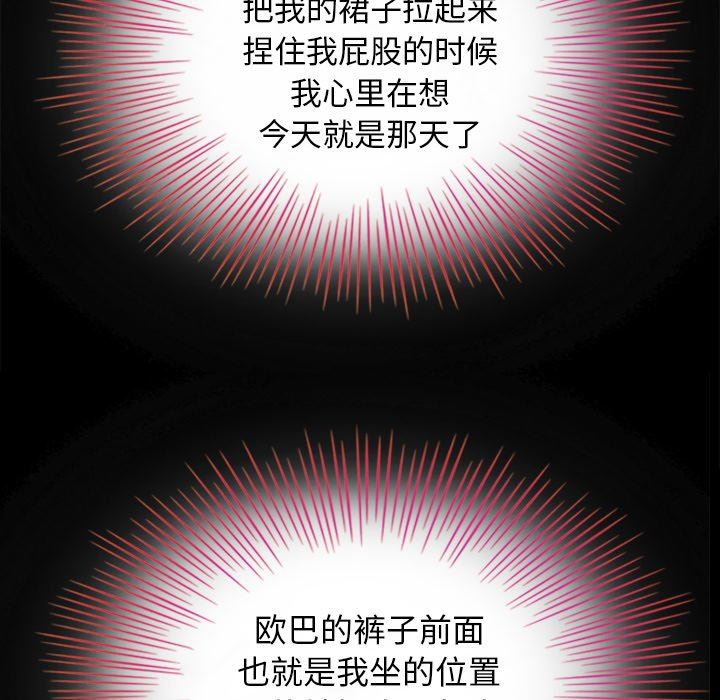 把我的裙子拉起来
捏住我屁股的时候
我心里在想
今天就是那天了
欧巴的裤子前面
也就是我坐的位置